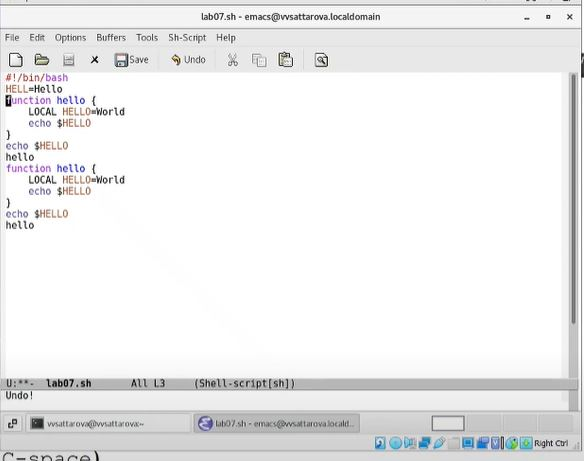 lab07.sh - emacs@vvsattarova.localdomain
File Edit Options Buffers Tools Sh-Script Help
Save Undo
#!/bin/bash
HELL=Hello
function hello {
    LOCAL HELLO=World
    echo $HELLO
}
echo $HELLO
hello
function hello {
    LOCAL HELLO=World
    echo $HELLO
}
echo $HELLO
hello
U:**- lab07.sh All L3 (Shell-script[sh])
Undo!
vvsattarova@vvsattarova:~ lab07.sh - emacs@vvsattarova.locald...
Right Ctrl
C-space)